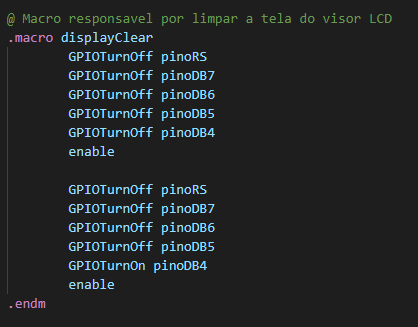 @ Macro responsavel por limpar a tela do visor LCD
.macro displayClear
GPIOTurnOff pinoRS
GPIOTurnOff pinoDB7
GPIOTurnOff pinoDB6
GPIOTurnOff pinoDB5
GPIOTurnOff pinoDB4
enable
GPIOTurnOff pinoRS
GPIOTurnOff pinoDB7
GPIOTurnOff pinoDB6
GPIOTurnOff pinoDB5
GPIOTurnOn pinoDB4
enable
.endm